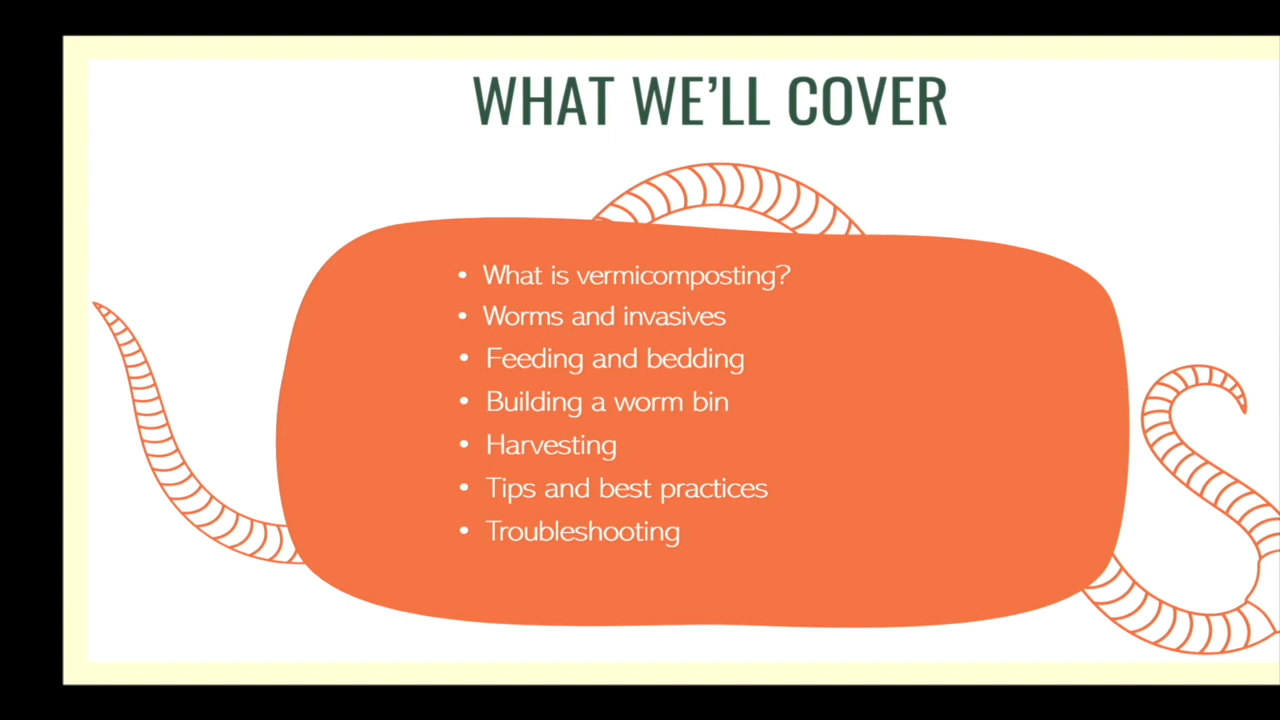 WHAT WE’LL COVER
• What is vermicomposting?
• Worms and invasives
• Feeding and bedding
• Building a worm bin
• Harvesting
• Tips and best practices
• Troubleshooting